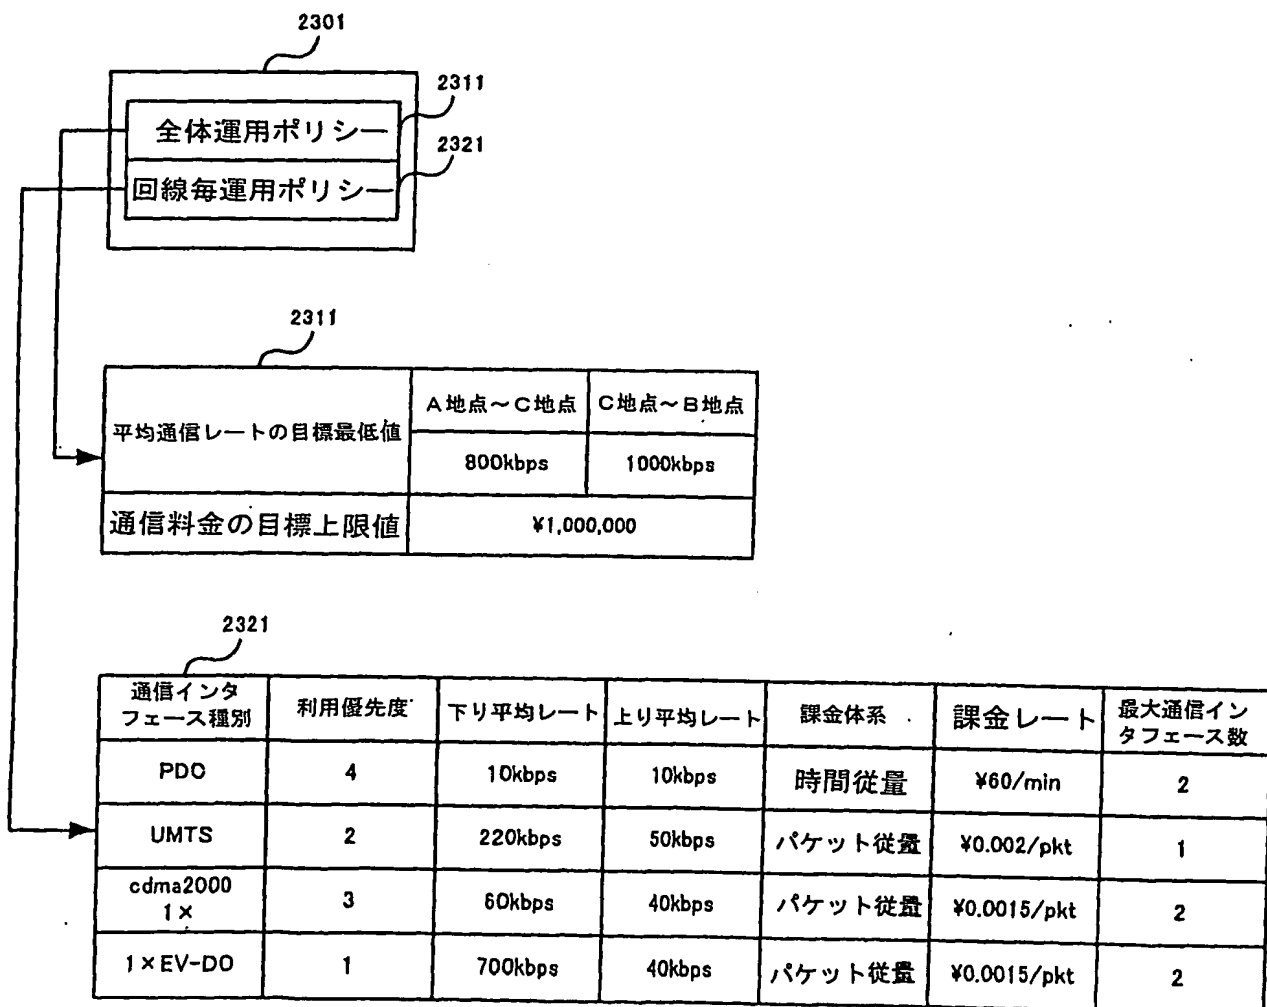 2301
2311
全体運用ポリシー
2321
回線毎運用ポリシー
2311
平均通信レートの目標最低値
A地点～C地点
C地点～B地点
800kbps
1000kbps
通信料金の目標上限値
¥1,000,000
2321
通信インタ
フェース種別
利用優先度
下り平均レート
上り平均レート
課金体系
課金レート
最大通信イン
タフェース数
PDC
4
10kbps
10kbps
時間従量
¥60/min
2
UMTS
2
220kbps
50kbps
パケット従量
¥0.002/pkt
1
cdma2000
1×
3
60kbps
40kbps
パケット従量
¥0.0015/pkt
2
1×EV-DO
1
700kbps
40kbps
パケット従量
¥0.0015/pkt
2